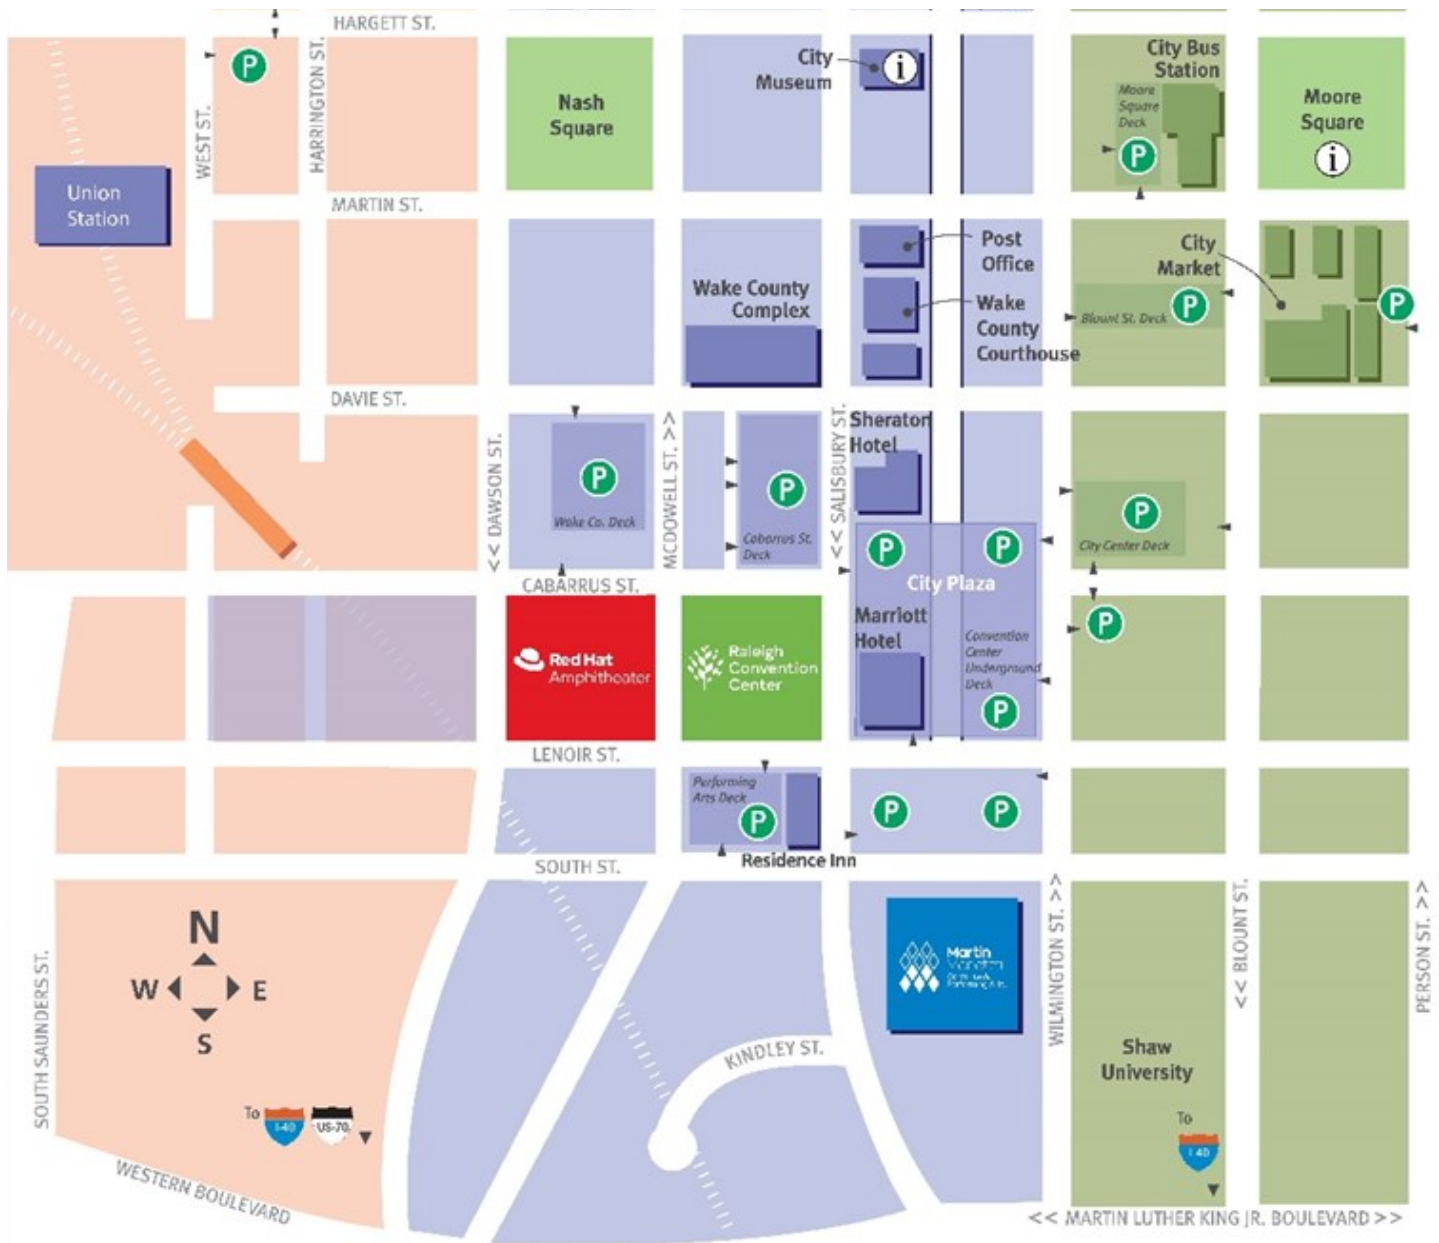 HARGETT ST.
HARRINGTON ST.
WEST ST.
P
Nash
Square
City
Museum
i
City Bus
Station
Moore
Square
Deck
P
Moore
Square
i
Union
Station
MARTIN ST.
Post
Office
City
Market
Wake County
Complex
Wake
County
Courthouse
Blount St. Deck
P
P
DAVIE ST.
<< DAWSON ST.
MCDOWELL ST. >>
<< SALISBURY ST.
Sheraton
Hotel
P
Wake Co. Deck
P
Cabarrus St.
Deck
P
City Center Deck
P
P
City Plaza
CABARRUS ST.
Marriott
Hotel
Convention
Center
Underground
Deck
P
P
Red Hat
Amphitheater
Raleigh
Convention
Center
LENOIR ST.
Performing
Arts Deck
P
P
P
Residence Inn
SOUTH ST.
N
W
E
S
SOUTH SAUNDERS ST.
WILMINGTON ST. >>
<< BLOUNT ST.
PERSON ST. >>
Martin
KINDLEY ST.
Shaw
University
To
I-40
US-70
To
I-40
WESTERN BOULEVARD
<< MARTIN LUTHER KING JR. BOULEVARD >>